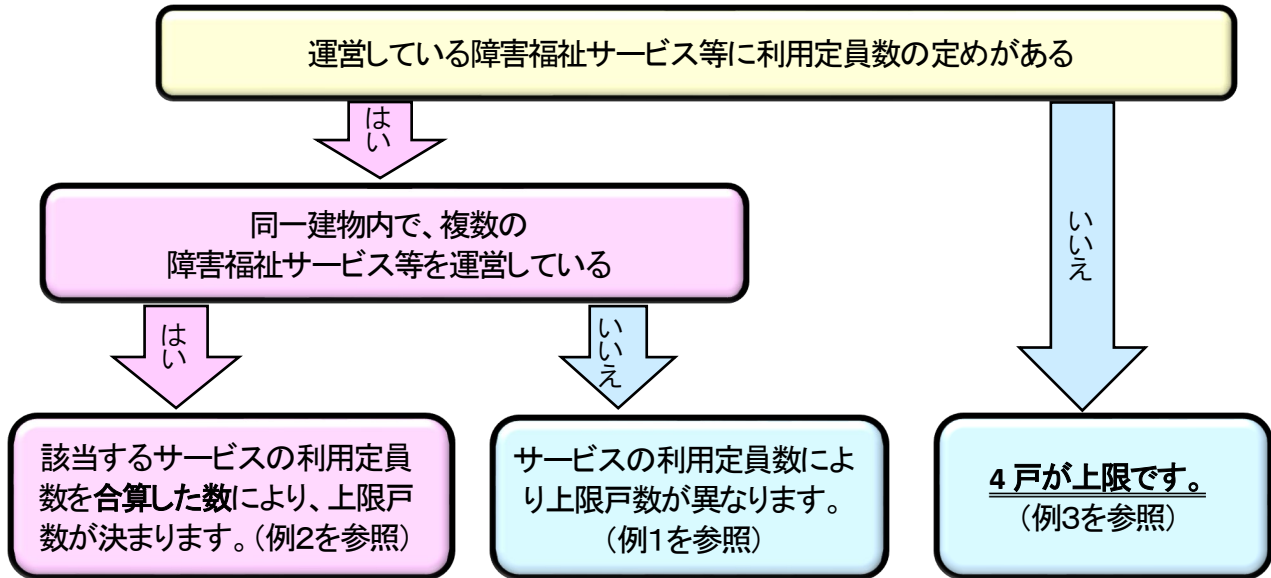 運営している障害福祉サービス等に利用定員数の定めがある
はい
いいえ
同一建物内で、複数の
障害福祉サービス等を運営している
はい
いいえ
該当するサービスの利用定員
数を合算した数により、上限戸
数が決まります。（例2を参照）
サービスの利用定員数によ
り上限戸数が異なります。
（例1を参照）
4 戸が上限です。
（例3を参照）